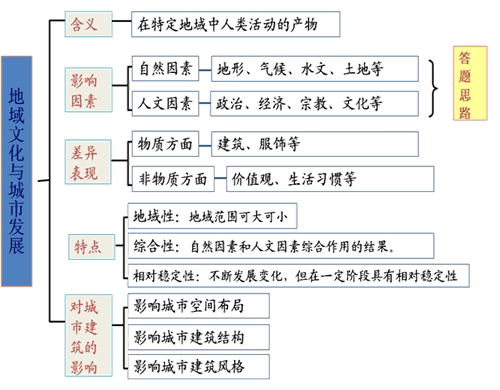 地域文化与城市发展
含义
在特定地域中人类活动的产物
影响
因素
自然因素
地形、气候、水文、土地等
人文因素
政治、经济、宗教、文化等
答题思路
差异
表现
物质方面
建筑、服饰等
非物质方面
价值观、生活习惯等
特点
地域性：地域范围可大可小
综合性：自然因素和人文因素综合作用的结果。
相对稳定性：不断发展变化，但在一定阶段具有相对稳定性
对城
市建
筑的
影响
影响城市空间布局
影响城市建筑结构
影响城市建筑风格